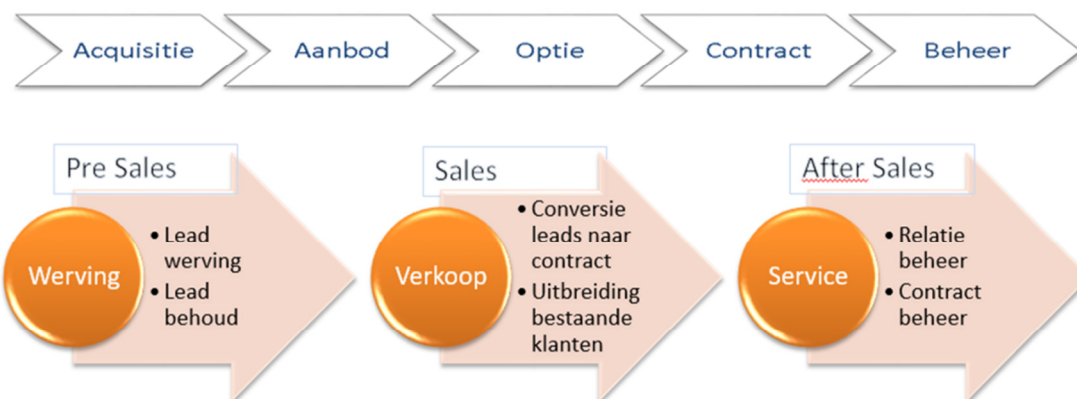 Acquisitie
Aanbod
Optie
Contract
Beheer
Pre Sales
Werving
• Lead
werving
• Lead
behoud
Sales
Verkoop
• Conversie
leads naar
contract
• Uitbreiding
bestaande
klanten
After Sales
Service
• Relatie
beheer
• Contract
beheer